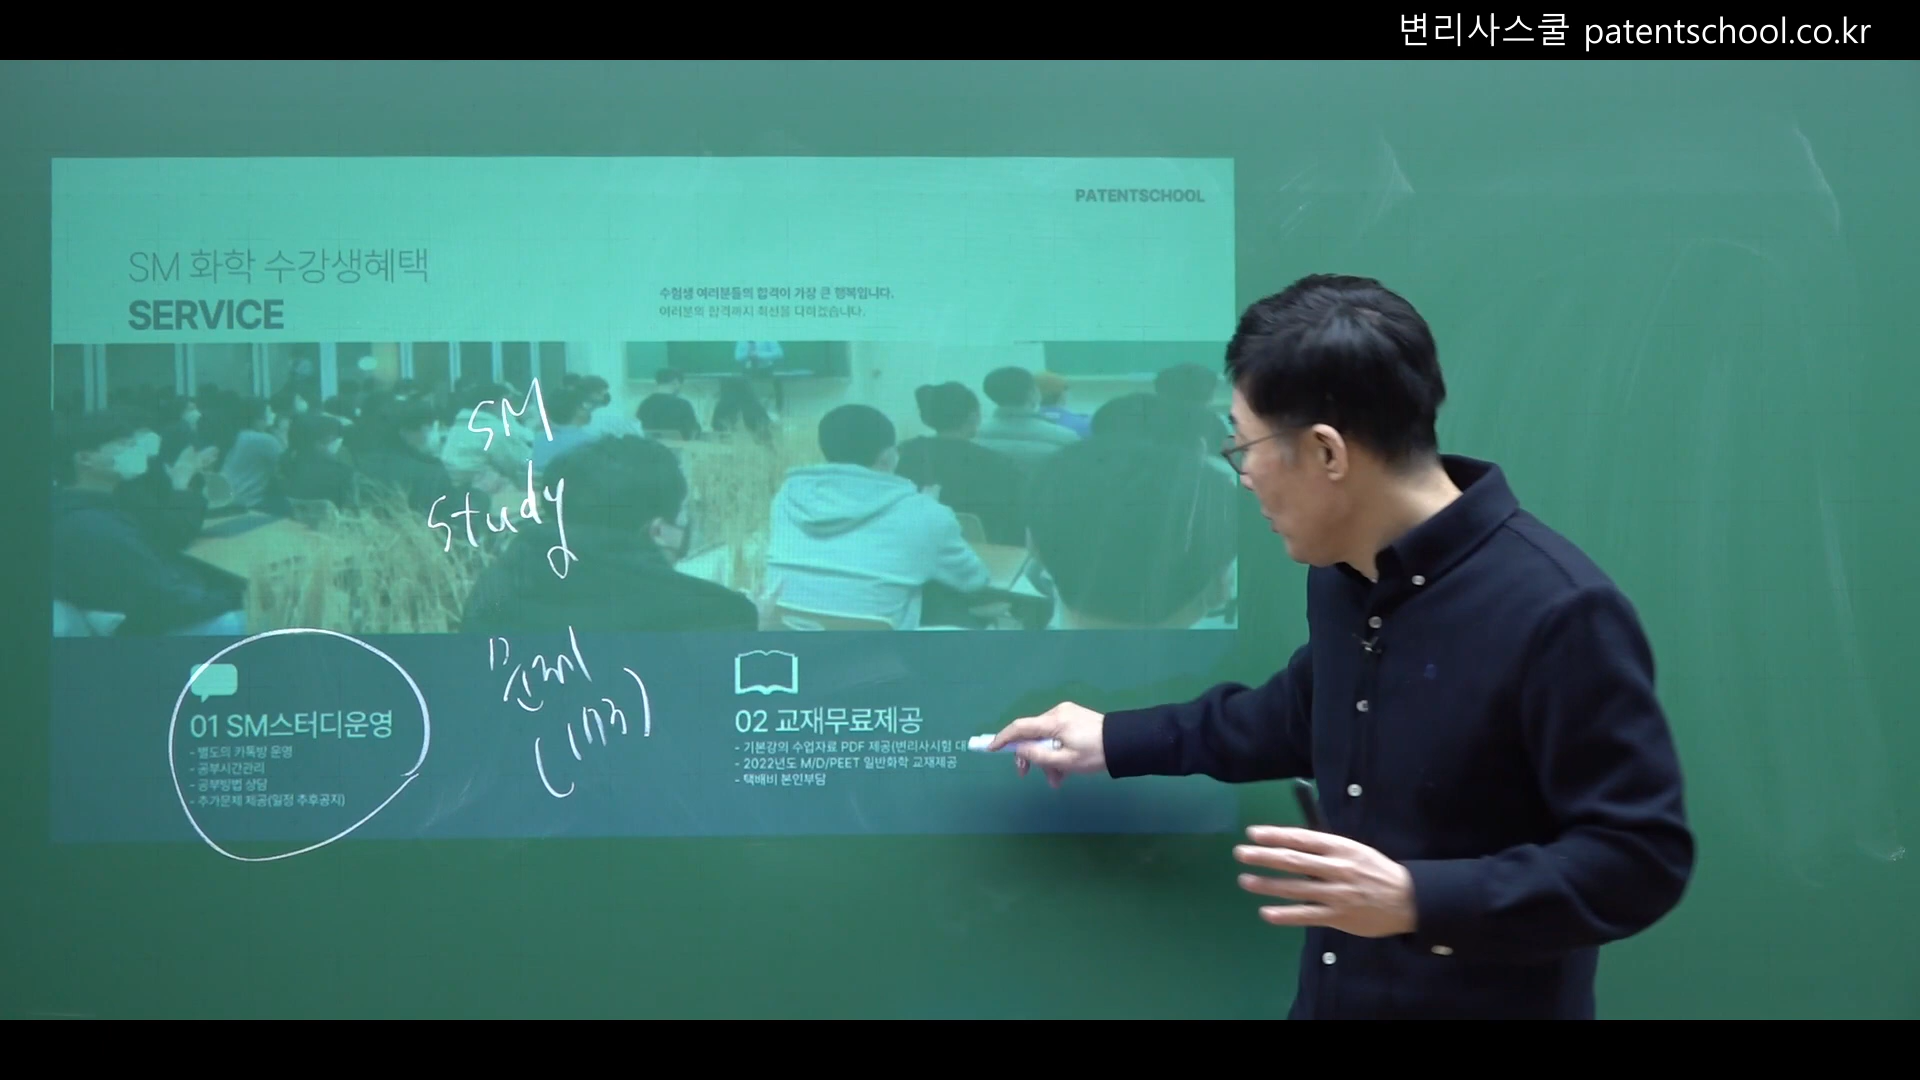 변리사스쿨 patentschool.co.kr
PATENTSCHOOL
SM 화학 수강생혜택
SERVICE
수험생 여러분들의 합격이 가장 큰 행복입니다.
여러분의 합격까지 최선을 다하겠습니다.
SM
study
문제
01 SM스터디운영
- 별도의 카톡방 운영
- 공부시간관리
- 공부방법 상담
- 추가문제 제공(일정 추후공지)
02 교재무료제공
- 기본강의 수업자료 PDF 제공(변리사시험 대
- 2022년도 M/D/PEET 일반화학 교재제공
- 택배비 본인부담